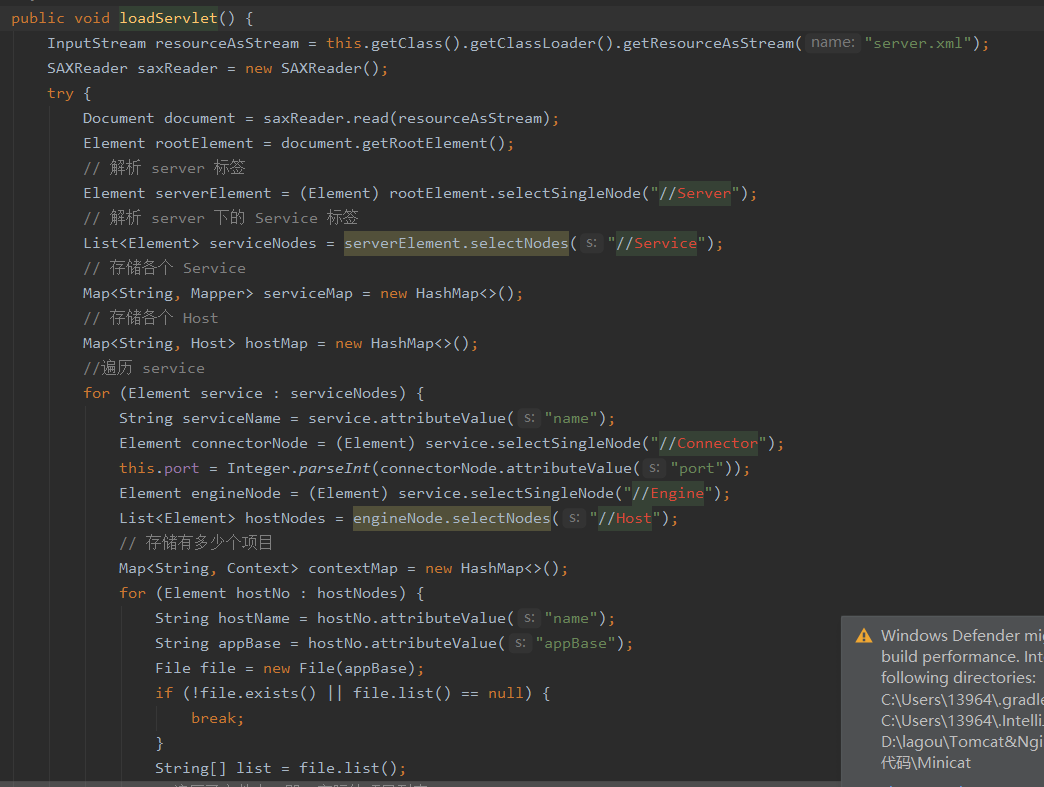 public void loadServlet() {
InputStream resourceAsStream = this.getClass().getClassLoader().getResourceAsStream( name: "server.xml");
SAXReader saxReader = new SAXReader();
try {
Document document = saxReader.read(resourceAsStream);
Element rootElement = document.getRootElement();
// 解析 server 标签
Element serverElement = (Element) rootElement.selectSingleNode("//Server");
// 解析 server 下的 Service 标签
List<Element> serviceNodes = serverElement.selectNodes( s: "//Service");
// 存储各个 Service
Map<String, Mapper> serviceMap = new HashMap<>();
// 存储各个 Host
Map<String, Host> hostMap = new HashMap<>();
//遍历 service
for (Element service : serviceNodes) {
String serviceName = service.attributeValue( s: "name");
Element connectorNode = (Element) service.selectSingleNode("//Connector");
this.port = Integer.parseInt(connectorNode.attributeValue( s: "port"));
Element engineNode = (Element) service.selectSingleNode("//Engine");
List<Element> hostNodes = engineNode.selectNodes( s: "//Host");
// 存储有多少个项目
Map<String, Context> contextMap = new HashMap<>();
for (Element hostNo : hostNodes) {
String hostName = hostNo.attributeValue( s: "name");
String appBase = hostNo.attributeValue( s: "appBase");
File file = new File(appBase);
if (!file.exists() || file.list() == null) {
break;
}
String[] list = file.list();
Windows Defender mi
build performance. Int
following directories:
C:\Users\13964\.gradle
C:\Users\13964\.Intelli
D:\lagou\Tomcat&Ngi
代码\Minicat